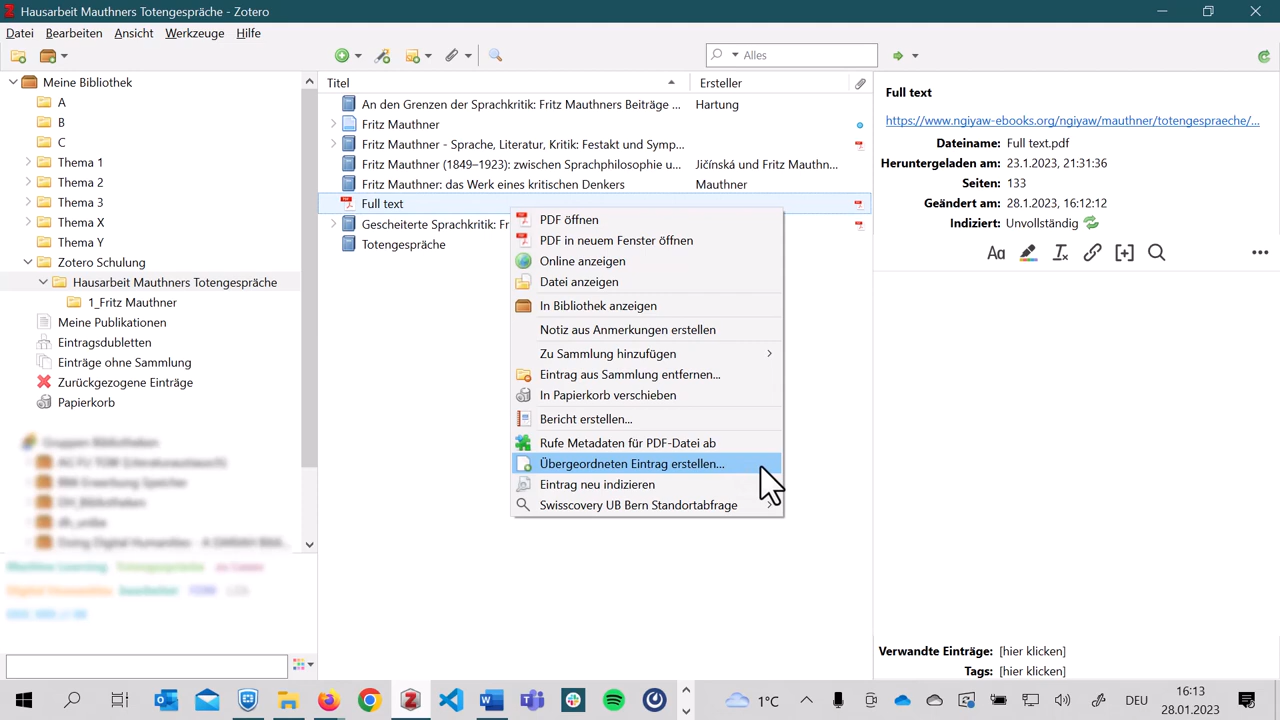 Hausarbeit Mauthners Totengespräche - Zotero
Datei Bearbeiten Ansicht Werkzeuge Hilfe
Alles
Meine Bibliothek
A
B
C
Thema 1
Thema 2
Thema 3
Thema X
Thema Y
Zotero Schulung
Hausarbeit Mauthners Totengespräche
1_Fritz Mauthner
Meine Publikationen
Eintragsdubletten
Einträge ohne Sammlung
Zurückgezogene Einträge
Papierkorb
Gruppen Bibliotheken
Titel Ersteller
An den Grenzen der Sprachkritik: Fritz Mauthners Beiträge ... Hartung
Fritz Mauthner
Fritz Mauthner - Sprache, Literatur, Kritik: Festakt und Symp...
Fritz Mauthner (1849–1923): zwischen Sprachphilosophie u... Jičínská und Fritz Mauthn...
Fritz Mauthner: das Werk eines kritischen Denkers Mauthner
Full text
Gescheiterte Sprachkritik: Fr
Totengespräche
PDF öffnen
PDF in neuem Fenster öffnen
Online anzeigen
Datei anzeigen
In Bibliothek anzeigen
Notiz aus Anmerkungen erstellen
Zu Sammlung hinzufügen
Eintrag aus Sammlung entfernen...
In Papierkorb verschieben
Bericht erstellen...
Rufe Metadaten für PDF-Datei ab
Übergeordneten Eintrag erstellen...
Eintrag neu indizieren
Swisscovery UB Bern Standortabfrage
Full text
https://www.ngiyaw-ebooks.org/ngiyaw/mauthner/totengespraeche/...
Dateiname: Full text.pdf
Heruntergeladen am: 23.1.2023, 21:31:36
Seiten: 133
Geändert am: 28.1.2023, 16:12:12
Indiziert: Unvollständig
Aa
Verwandte Einträge: [hier klicken]
Tags: [hier klicken]
1°C
DEU
16:13
28.01.2023